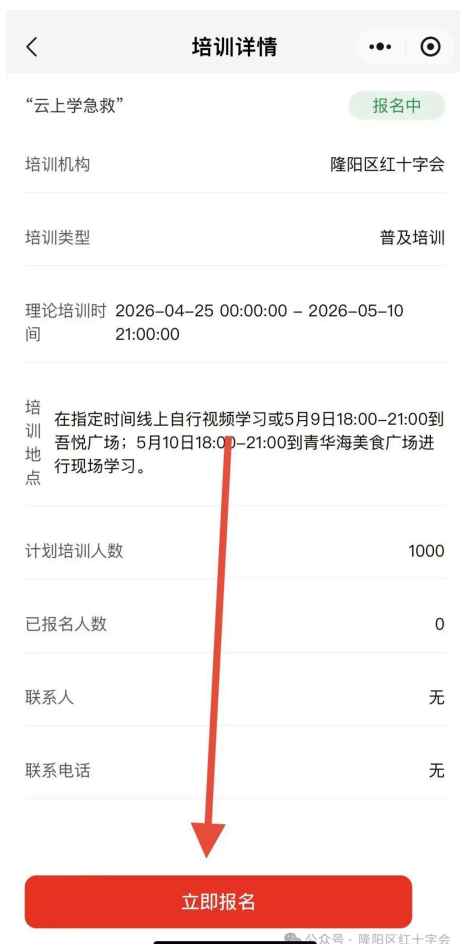 培训详情
“云上学急救”
报名中
培训机构
隆阳区红十字会
培训类型
普及培训
理论培训时
间
2026-04-25 00:00:00 - 2026-05-10
21:00:00
培
训
地
点
在指定时间线上自行视频学习或5月9日18:00-21:00到
吾悦广场；5月10日18:00-21:00到青华海美食广场进
行现场学习。
计划培训人数
1000
已报名人数
0
联系人
无
联系电话
无
立即报名
公众号 · 隆阳区红十字会